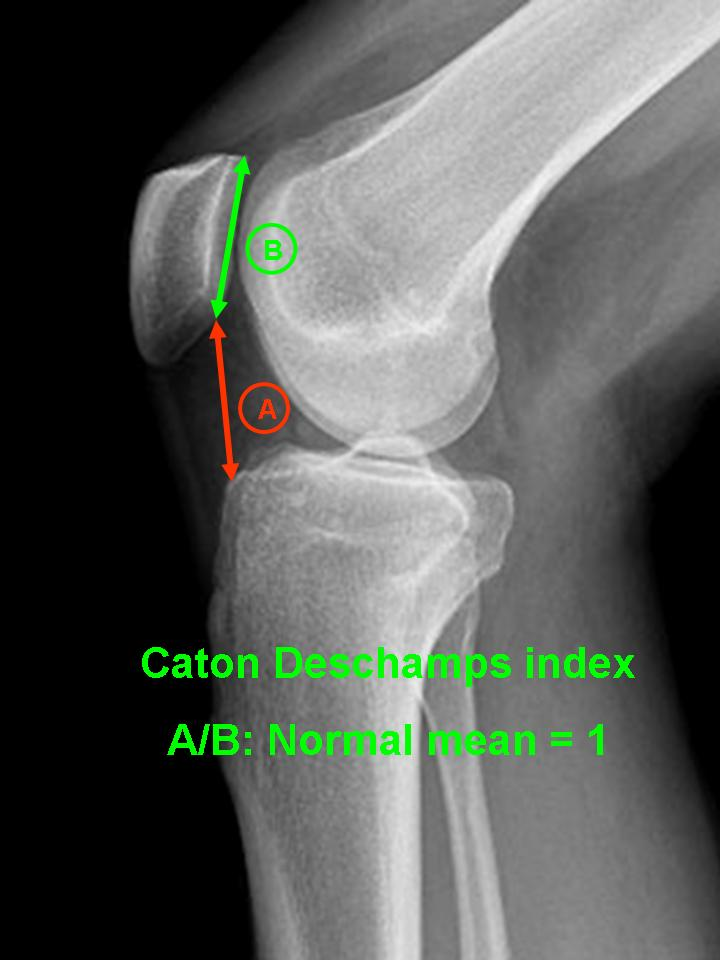 B
A
Caton Deschamps index
A/B: Normal mean = 1